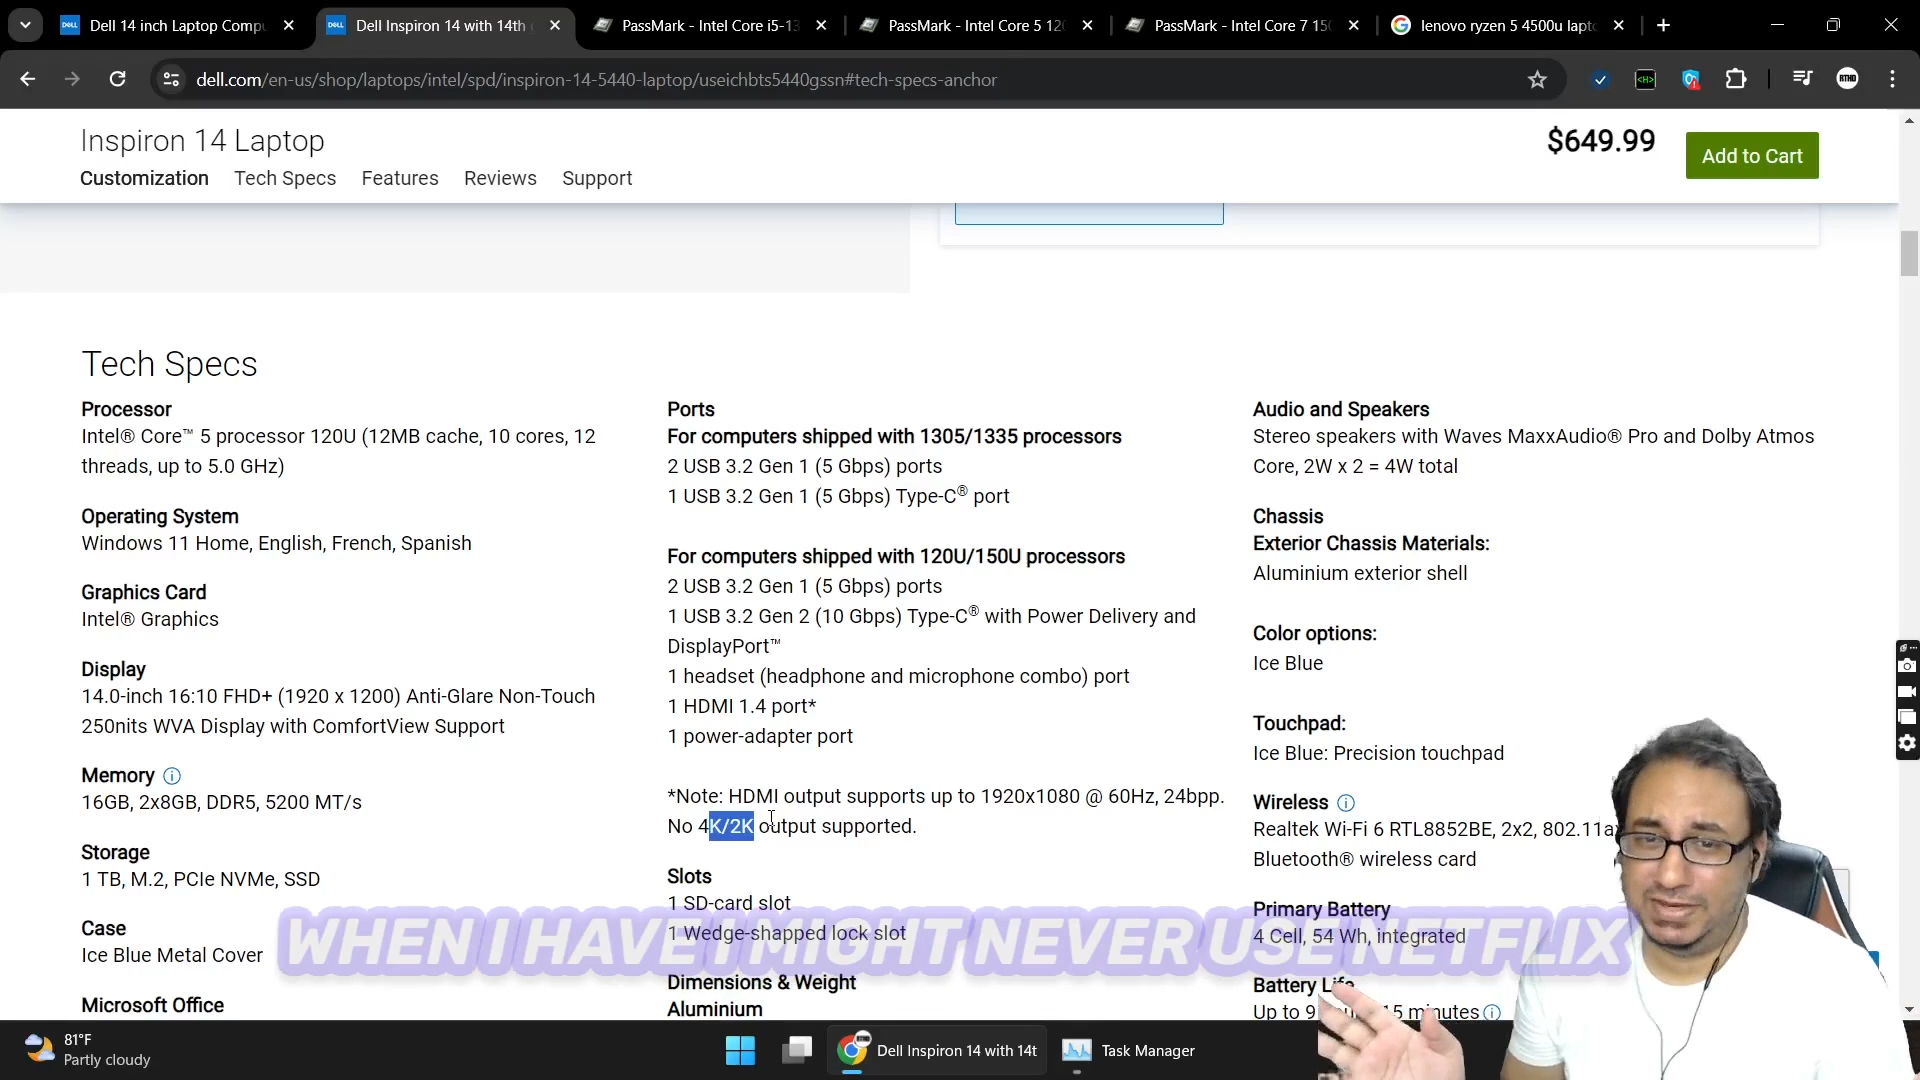 Dell 14 inch Laptop Compu
Dell Inspiron 14 with 14th
PassMark - Intel Core i5-13
PassMark - Intel Core 5 120
PassMark - Intel Core 7 150
lenovo ryzen 5 4500u lapto
dell.com/en-us/shop/laptops/intel/spd/inspiron-14-5440-laptop/useichbts5440gssn#tech-specs-anchor
Inspiron 14 Laptop
$649.99
Add to Cart
Customization Tech Specs Features Reviews Support
Tech Specs
Processor
Intel® Core™ 5 processor 120U (12MB cache, 10 cores, 12
threads, up to 5.0 GHz)
Operating System
Windows 11 Home, English, French, Spanish
Graphics Card
Intel® Graphics
Display
14.0-inch 16:10 FHD+ (1920 x 1200) Anti-Glare Non-Touch
250nits WVA Display with ComfortView Support
Memory
16GB, 2x8GB, DDR5, 5200 MT/s
Storage
1 TB, M.2, PCIe NVMe, SSD
Case
Ice Blue Metal Cover
Microsoft Office
Ports
For computers shipped with 1305/1335 processors
2 USB 3.2 Gen 1 (5 Gbps) ports
1 USB 3.2 Gen 1 (5 Gbps) Type-C® port
For computers shipped with 120U/150U processors
2 USB 3.2 Gen 1 (5 Gbps) ports
1 USB 3.2 Gen 2 (10 Gbps) Type-C® with Power Delivery and
DisplayPort™
1 headset (headphone and microphone combo) port
1 HDMI 1.4 port*
1 power-adapter port
*Note: HDMI output supports up to 1920x1080 @ 60Hz, 24bpp.
No 4K/2K output supported.
Slots
1 SD-card slot
1 Wedge-shapped lock slot
Dimensions & Weight
Aluminium
Audio and Speakers
Stereo speakers with Waves MaxxAudio® Pro and Dolby Atmos
Core, 2W x 2 = 4W total
Chassis
Exterior Chassis Materials:
Aluminium exterior shell
Color options:
Ice Blue
Touchpad:
Ice Blue: Precision touchpad
Wireless
Realtek Wi-Fi 6 RTL8852BE, 2x2, 802.11a
Bluetooth® wireless card
Primary Battery
4 Cell, 54 Wh, integrated
Battery Life
Up to 9 15 minutes
WHEN I HAVE I MIGHT NEVER USE NETFLIX
81°F
Partly cloudy
Dell Inspiron 14 with 14t
Task Manager